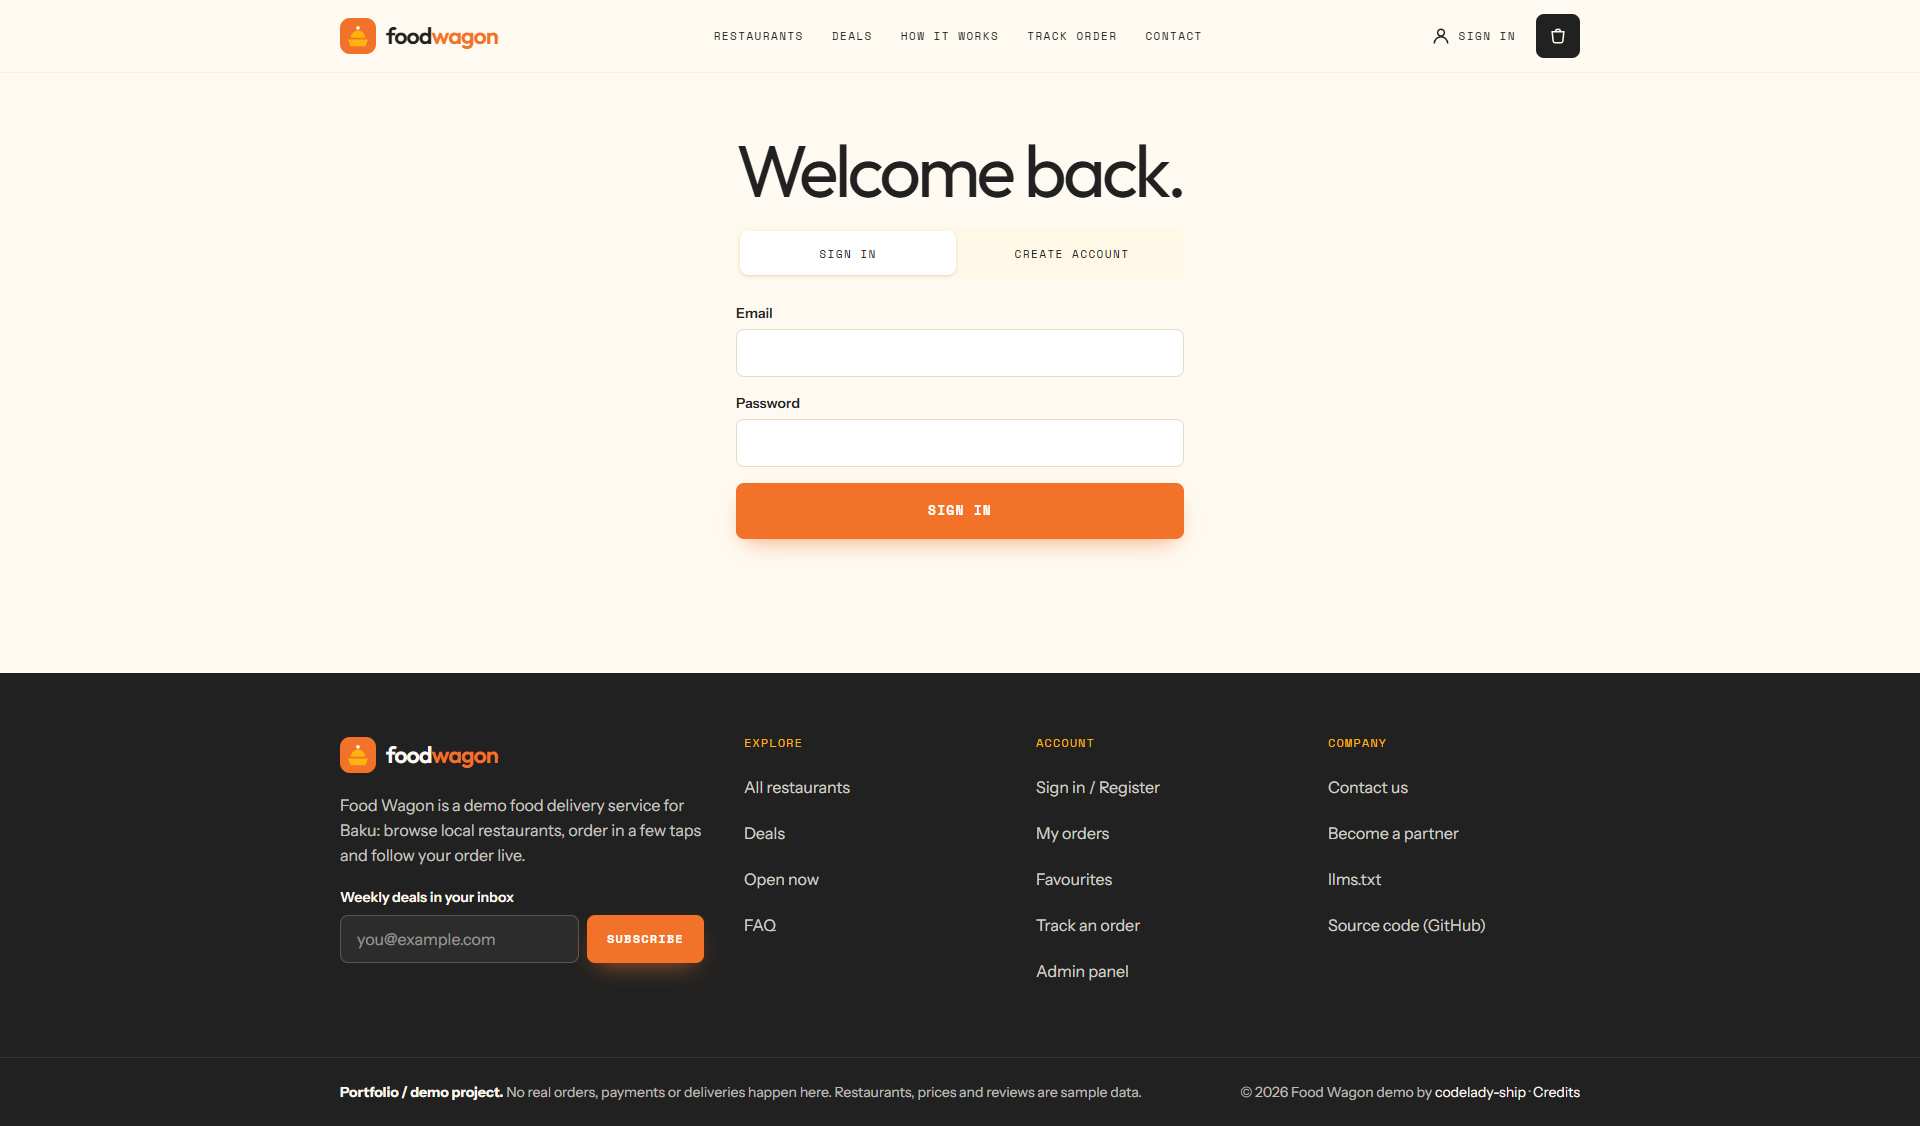 foodwagon
RESTAURANTS DEALS HOW IT WORKS TRACK ORDER CONTACT
SIGN IN
Welcome back.
SIGN IN CREATE ACCOUNT
Email
Password
SIGN IN
foodwagon
Food Wagon is a demo food delivery service for
Baku: browse local restaurants, order in a few taps
and follow your order live.
Weekly deals in your inbox
you@example.com SUBSCRIBE
EXPLORE
All restaurants
Deals
Open now
FAQ
ACCOUNT
Sign in / Register
My orders
Favourites
Track an order
Admin panel
COMPANY
Contact us
Become a partner
llms.txt
Source code (GitHub)
Portfolio / demo project. No real orders, payments or deliveries happen here. Restaurants, prices and reviews are sample data.
© 2026 Food Wagon demo by codelady-ship · Credits